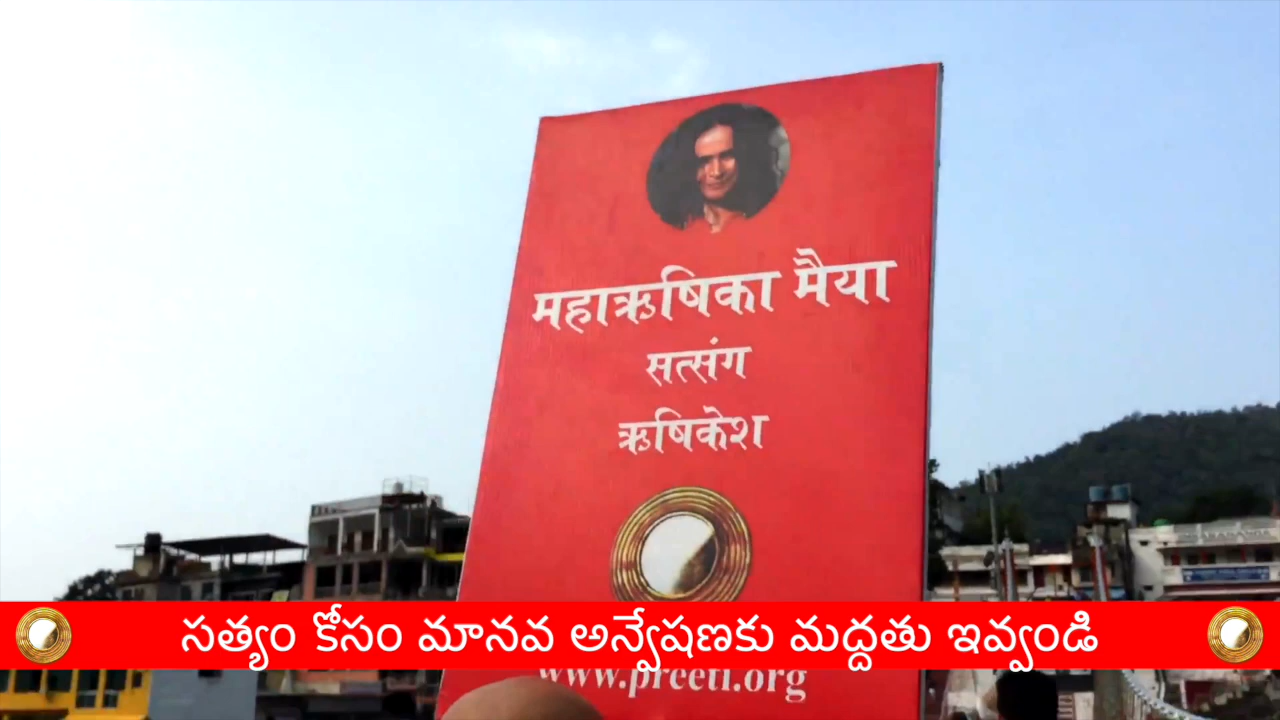 महाऋषिका मैया
सत्संग
ऋषिकेश
సత్యం కోసం మానవ అన్వేషణకు మద్దతు ఇవ్వండి
www.preeti.org